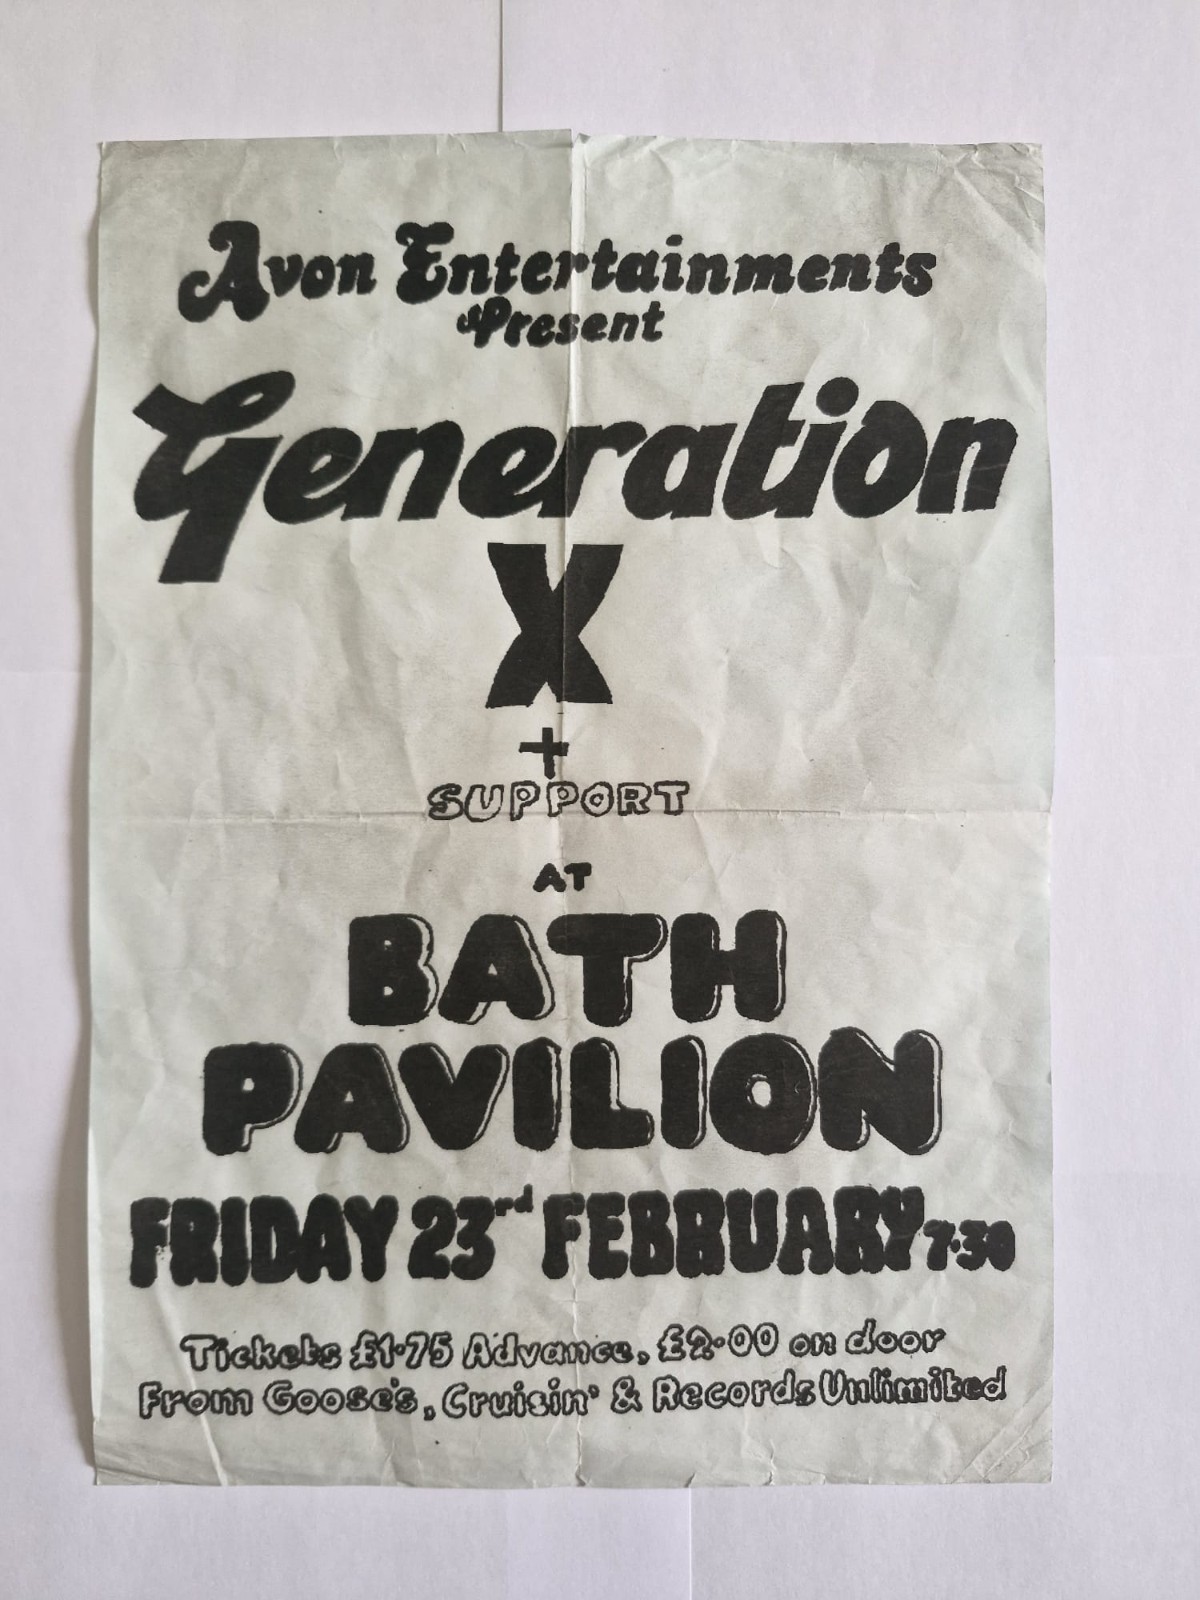 Avon Entertainments
Present
Generation
X
+
SUPPORT
AT
BATH
PAVILION
FRIDAY 23rd FEBRUARY 7·30
Tickets £1·75 Advance, £2·00 on door
From Goose's, Cruisin' & Records Unlimited